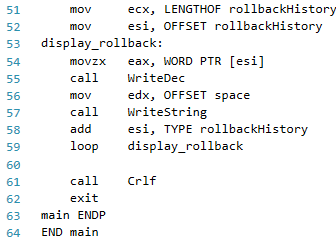 51 mov ecx, LENGTHOF rollbackHistory
52 mov esi, OFFSET rollbackHistory
53 display_rollback:
54 movzx eax, WORD PTR [esi]
55 call WriteDec
56 mov edx, OFFSET space
57 call WriteString
58 add esi, TYPE rollbackHistory
59 loop display_rollback
60
61 call Crlf
62 exit
63 main ENDP
64 END main